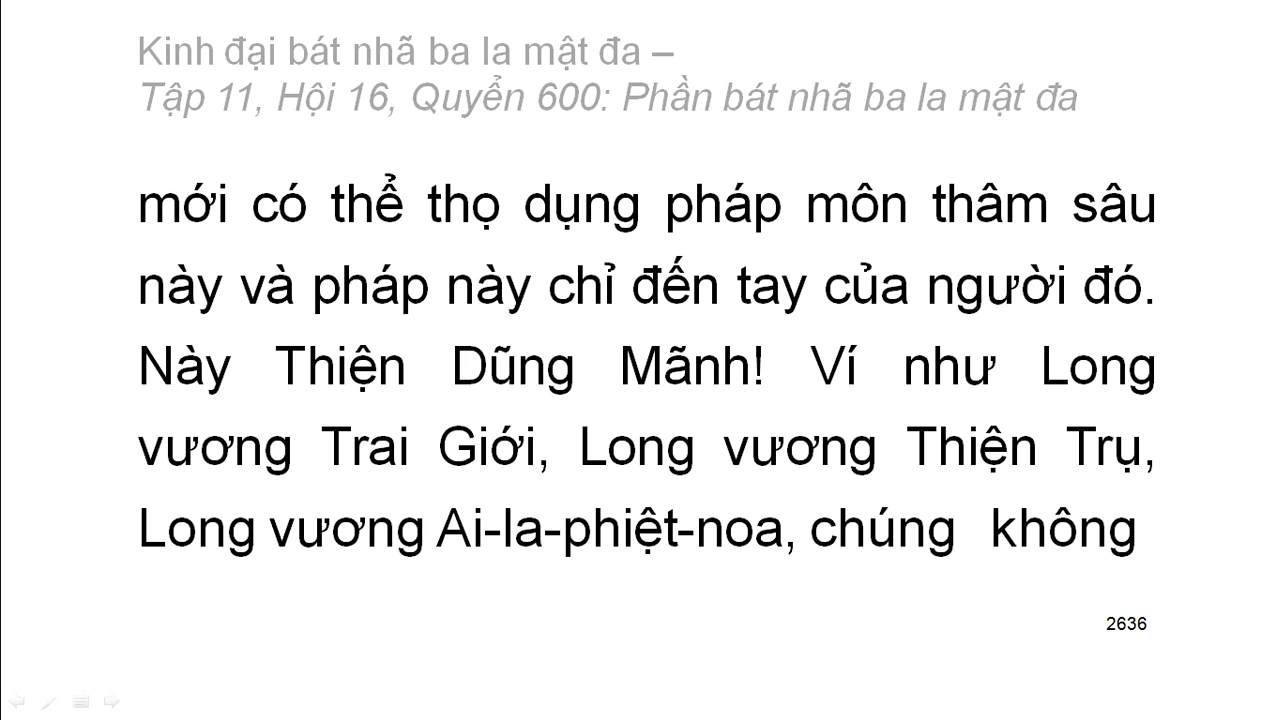 Kinh đại bát nhã ba la mật đa –
Tập 11, Hội 16, Quyển 600: Phần bát nhã ba la mật đa
mới có thể thọ dụng pháp môn thâm sâu
này và pháp này chỉ đến tay của người đó.
Này Thiện Dũng Mãnh! Ví như Long
vương Trai Giới, Long vương Thiện Trụ,
Long vương Ai-la-phiệt-noa, chúng không
2636